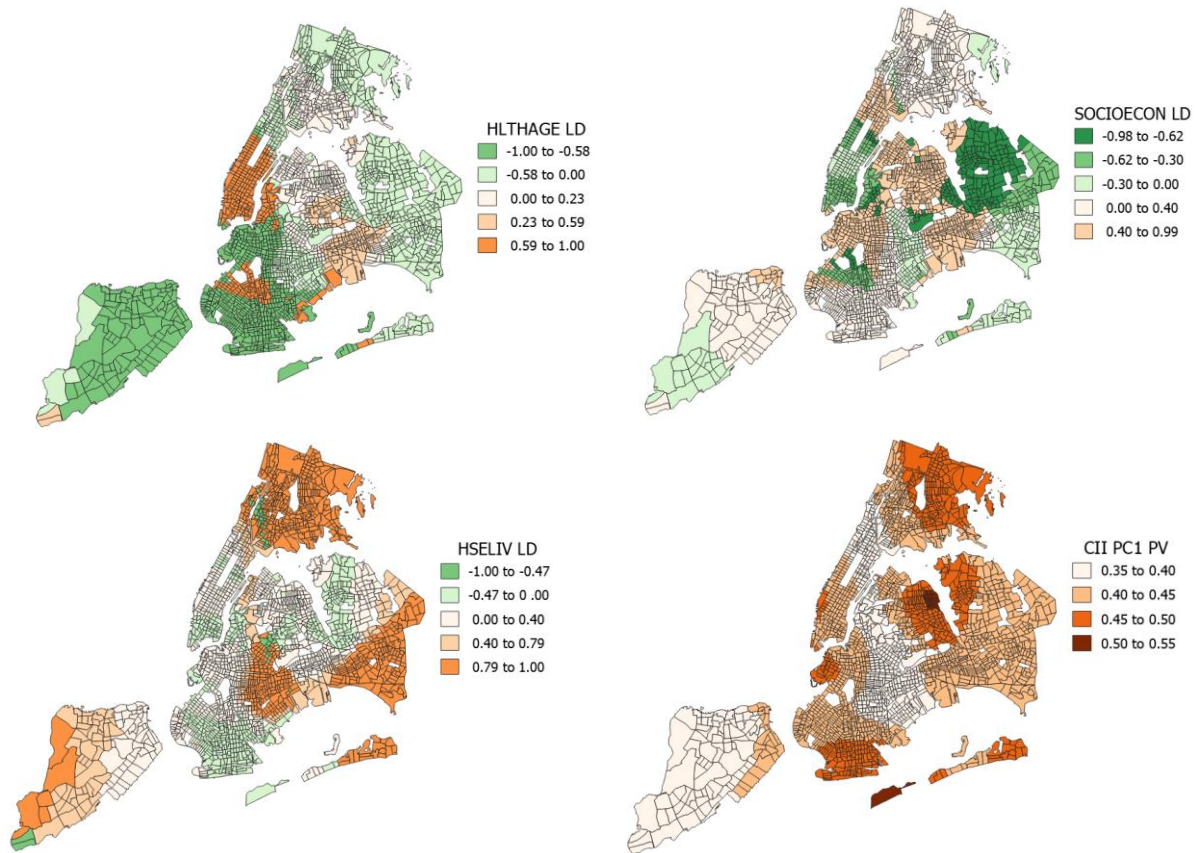 HLTHAGE LD
-1.00 to -0.58
-0.58 to 0.00
0.00 to 0.23
0.23 to 0.59
0.59 to 1.00
SOCIOECON LD
-0.98 to -0.62
-0.62 to -0.30
-0.30 to 0.00
0.00 to 0.40
0.40 to 0.99
HSELIV LD
-1.00 to -0.47
-0.47 to 0 .00
0.00 to 0.40
0.40 to 0.79
0.79 to 1.00
CII PC1 PV
0.35 to 0.40
0.40 to 0.45
0.45 to 0.50
0.50 to 0.55